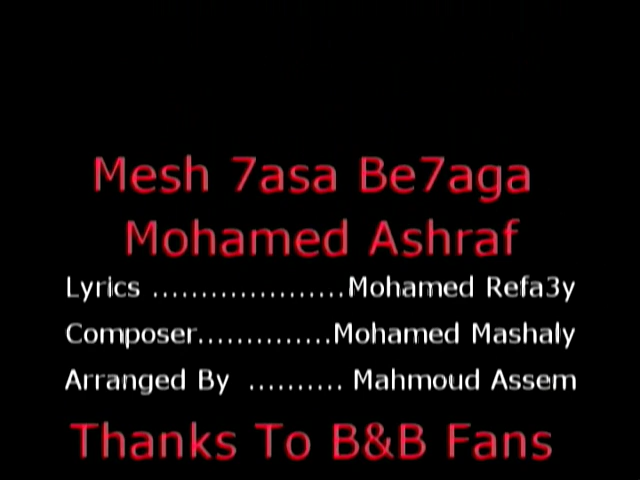 Mesh 7asa Be7aga
Mohamed Ashraf
Lyrics ....................Mohamed Refa3y
Composer..............Mohamed Mashaly
Arranged By .......... Mahmoud Assem
Thanks To B&B Fans